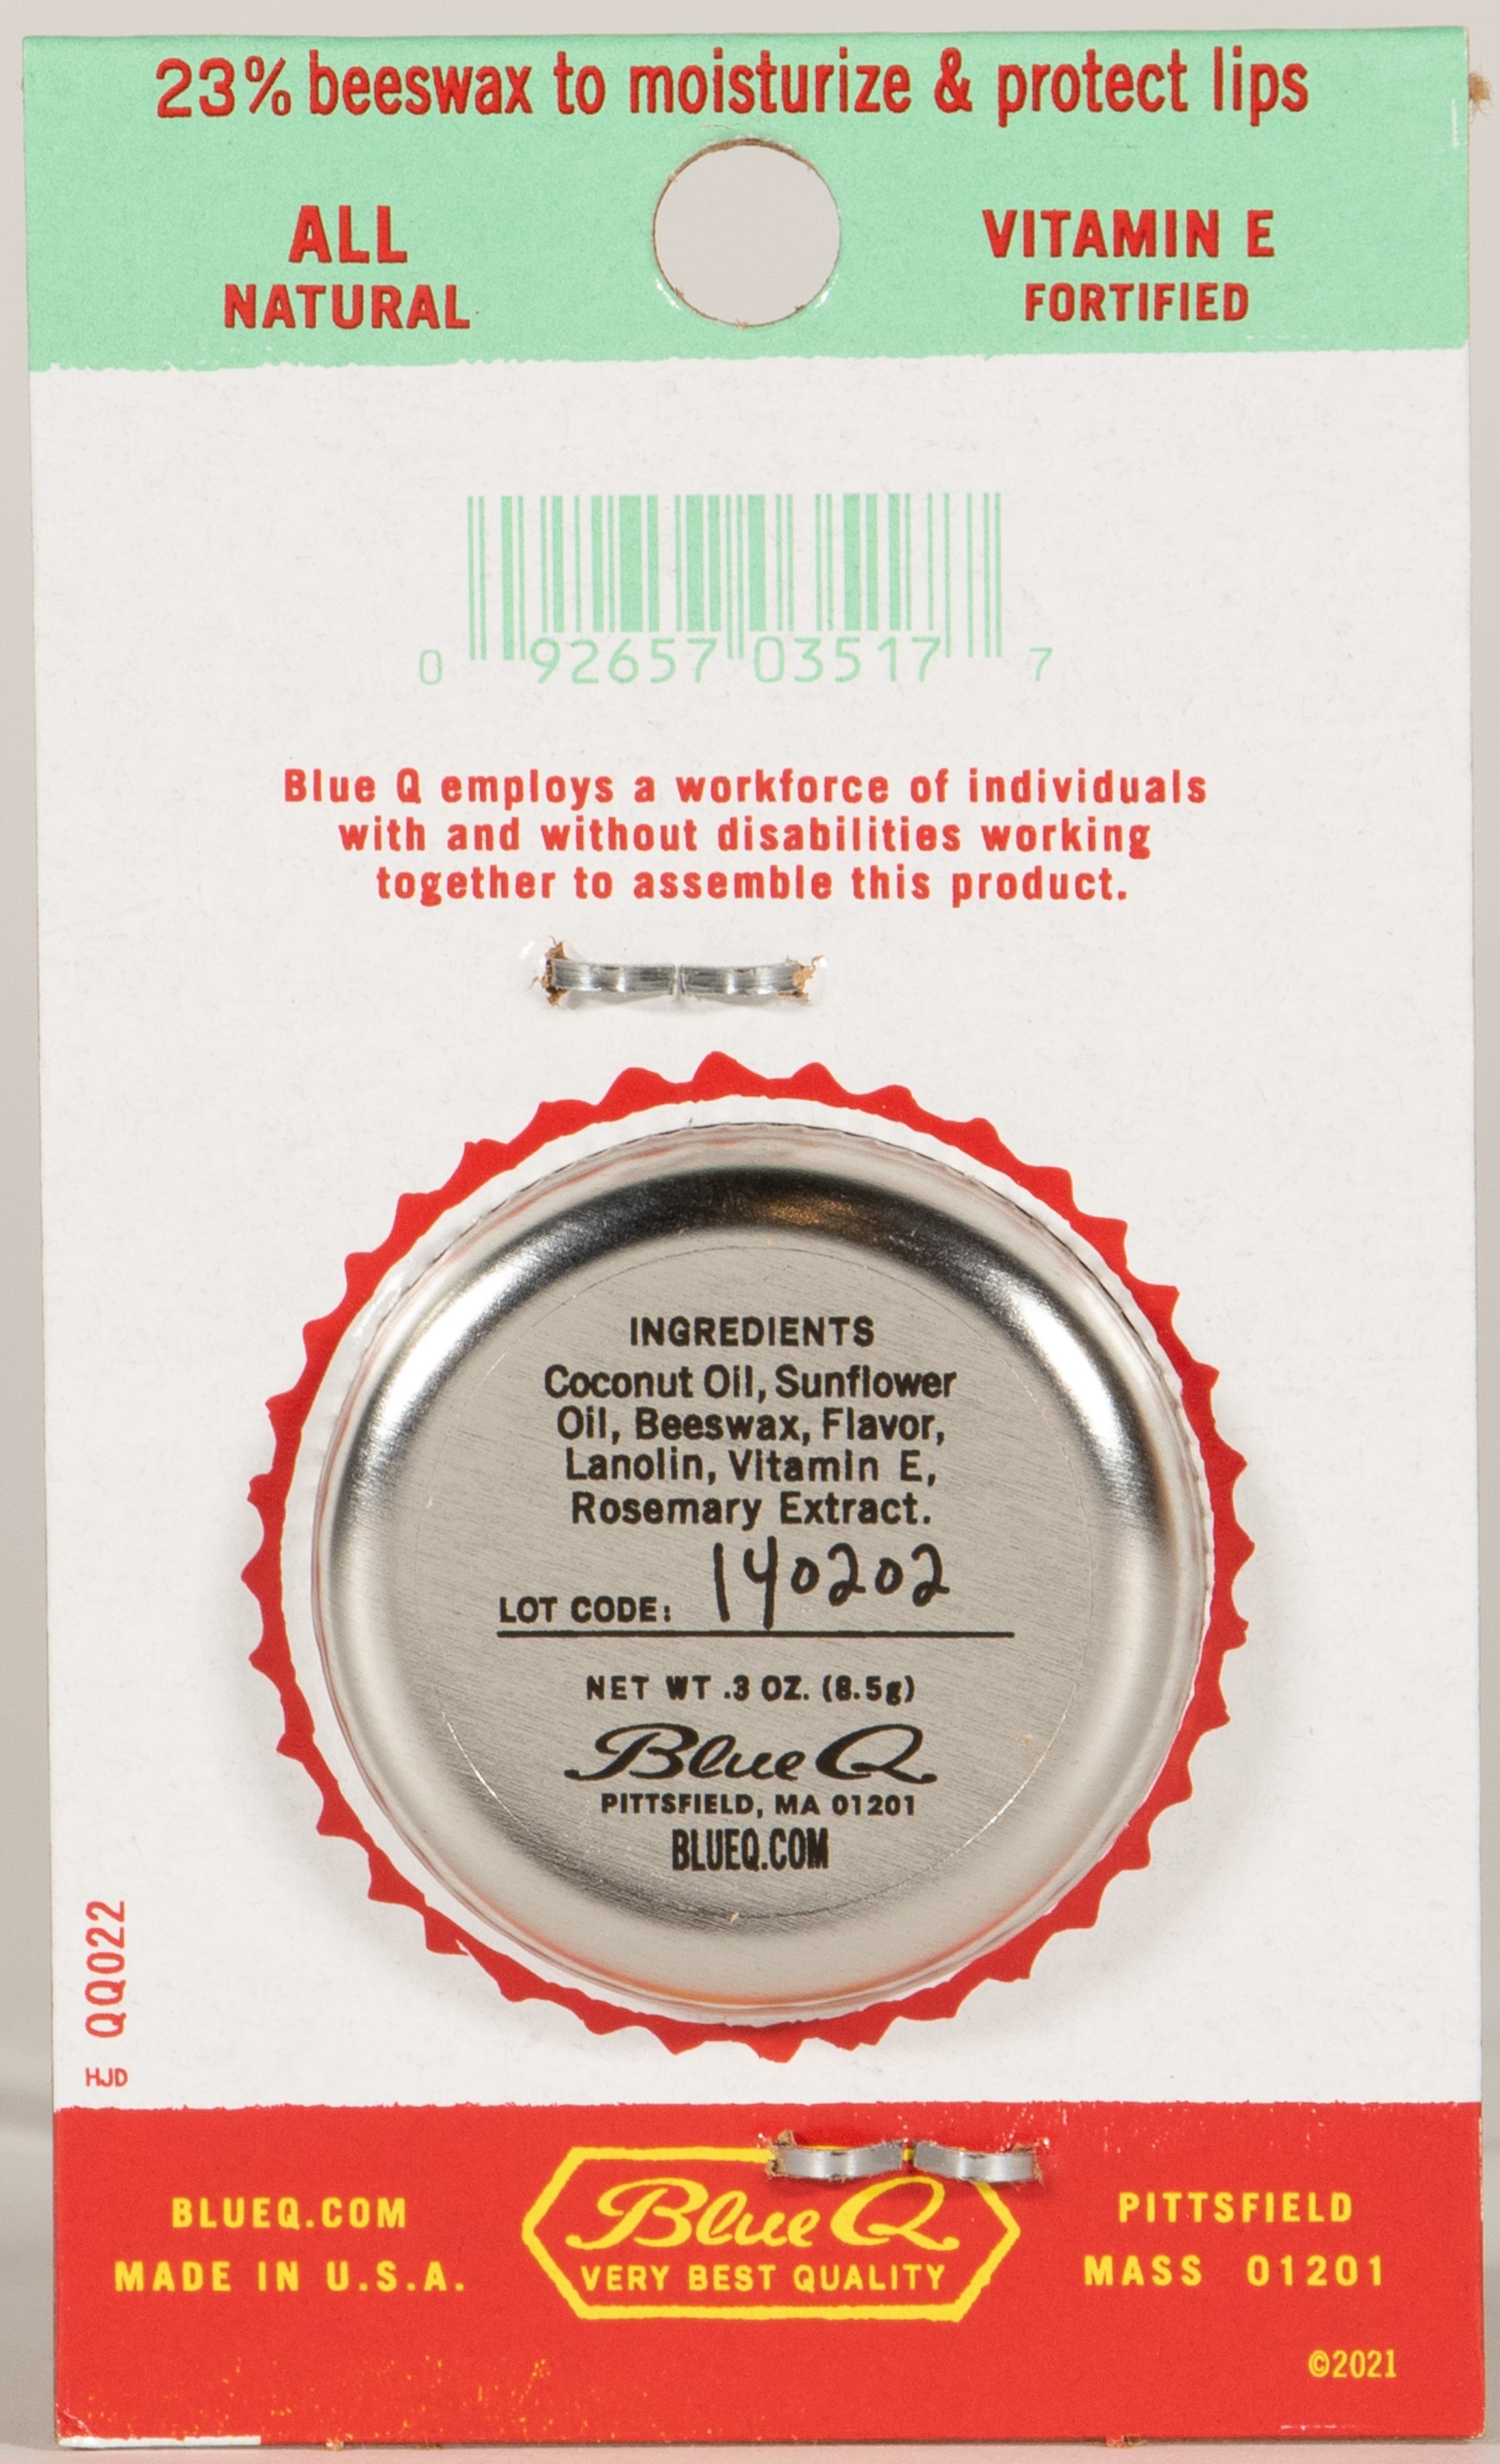 23% beeswax to moisturize & protect lips
ALL
NATURAL
VITAMIN E
FORTIFIED
0 92657 03517 7
Blue Q employs a workforce of individuals
with and without disabilities working
together to assemble this product.
INGREDIENTS
Coconut Oil, Sunflower
Oil, Beeswax, Flavor,
Lanolin, Vitamin E,
Rosemary Extract.
LOT CODE: 140202
NET WT .3 OZ. (8.5g)
Blue Q
PITTSFIELD, MA 01201
BLUEQ.COM
QQ022
HJD
BLUEQ.COM
MADE IN U.S.A.
Blue Q
VERY BEST QUALITY
PITTSFIELD
MASS 01201
©2021